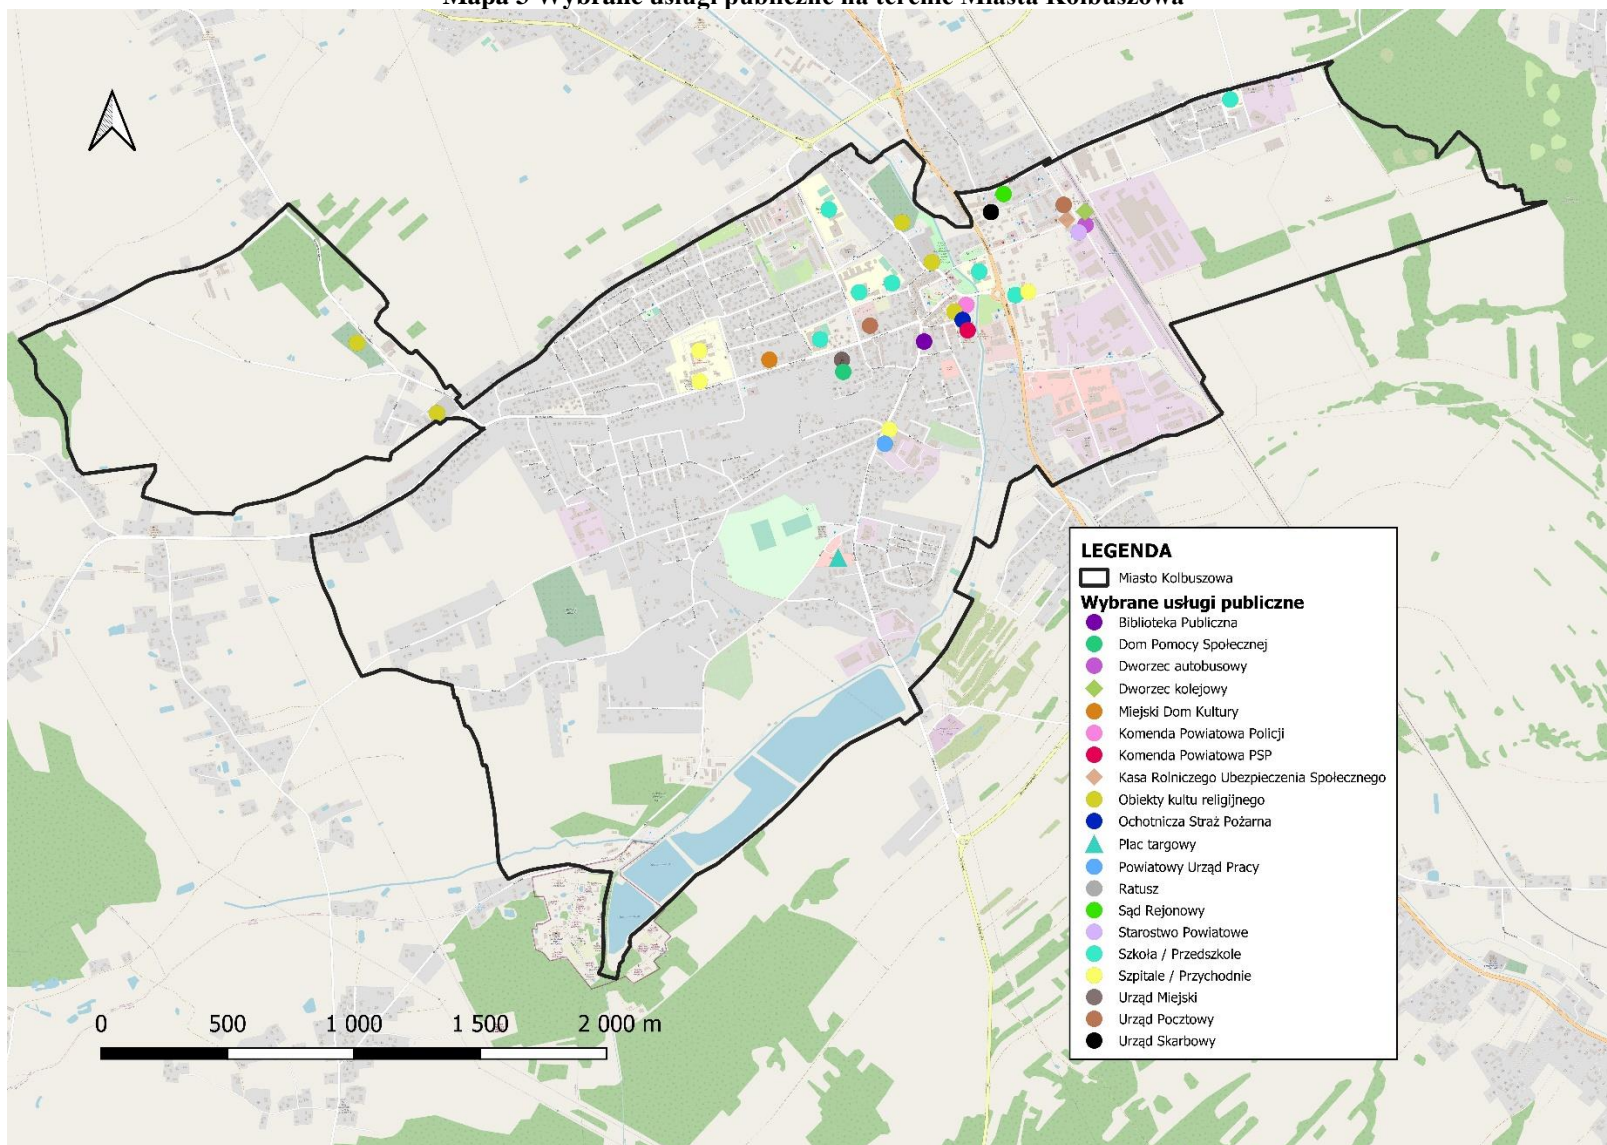 Mapa 3 Wybrane usługi publiczne na terenie Miasta Kolbuszowa
LEGENDA
Miasto Kolbuszowa
Wybrane usługi publiczne
Biblioteka Publiczna
Dom Pomocy Społecznej
Dworzec autobusowy
Dworzec kolejowy
Miejski Dom Kultury
Komenda Powiatowa Policji
Komenda Powiatowa PSP
Kasa Rolniczego Ubezpieczenia Społecznego
Obiekty kultu religijnego
Ochotnicza Straż Pożarna
Plac targowy
Powiatowy Urząd Pracy
Ratusz
Sąd Rejonowy
Starostwo Powiatowe
Szkoła / Przedszkole
Szpitale / Przychodnie
Urząd Miejski
Urząd Pocztowy
Urząd Skarbowy
0 500 1 000 1 500 2 000 m